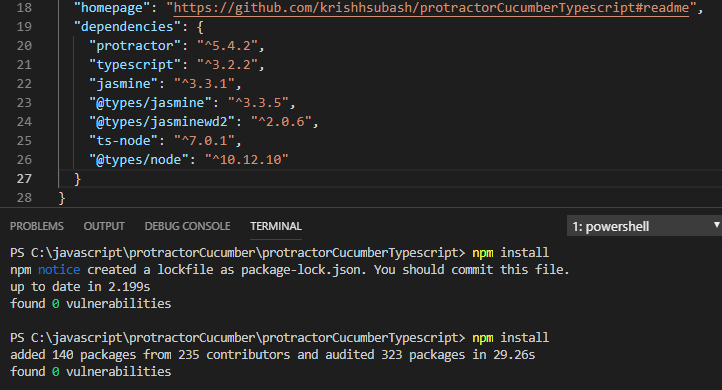 18 "homepage": "https://github.com/krishhsubash/protractorCucumberTypescript#readme",
19 "dependencies": {
20 "protractor": "^5.4.2",
21 "typescript": "^3.2.2",
22 "jasmine": "^3.3.1",
23 "@types/jasmine": "^3.3.5",
24 "@types/jasminewd2": "^2.0.6",
25 "ts-node": "^7.0.1",
26 "@types/node": "^10.12.10"
27 }
28 }
PROBLEMS OUTPUT DEBUG CONSOLE TERMINAL 1: powershell
PS C:\javascript\protractorCucumber\protractorCucumberTypescript> npm install
npm notice created a lockfile as package-lock.json. You should commit this file.
up to date in 2.199s
found 0 vulnerabilities
PS C:\javascript\protractorCucumber\protractorCucumberTypescript> npm install
added 140 packages from 235 contributors and audited 323 packages in 29.26s
found 0 vulnerabilities